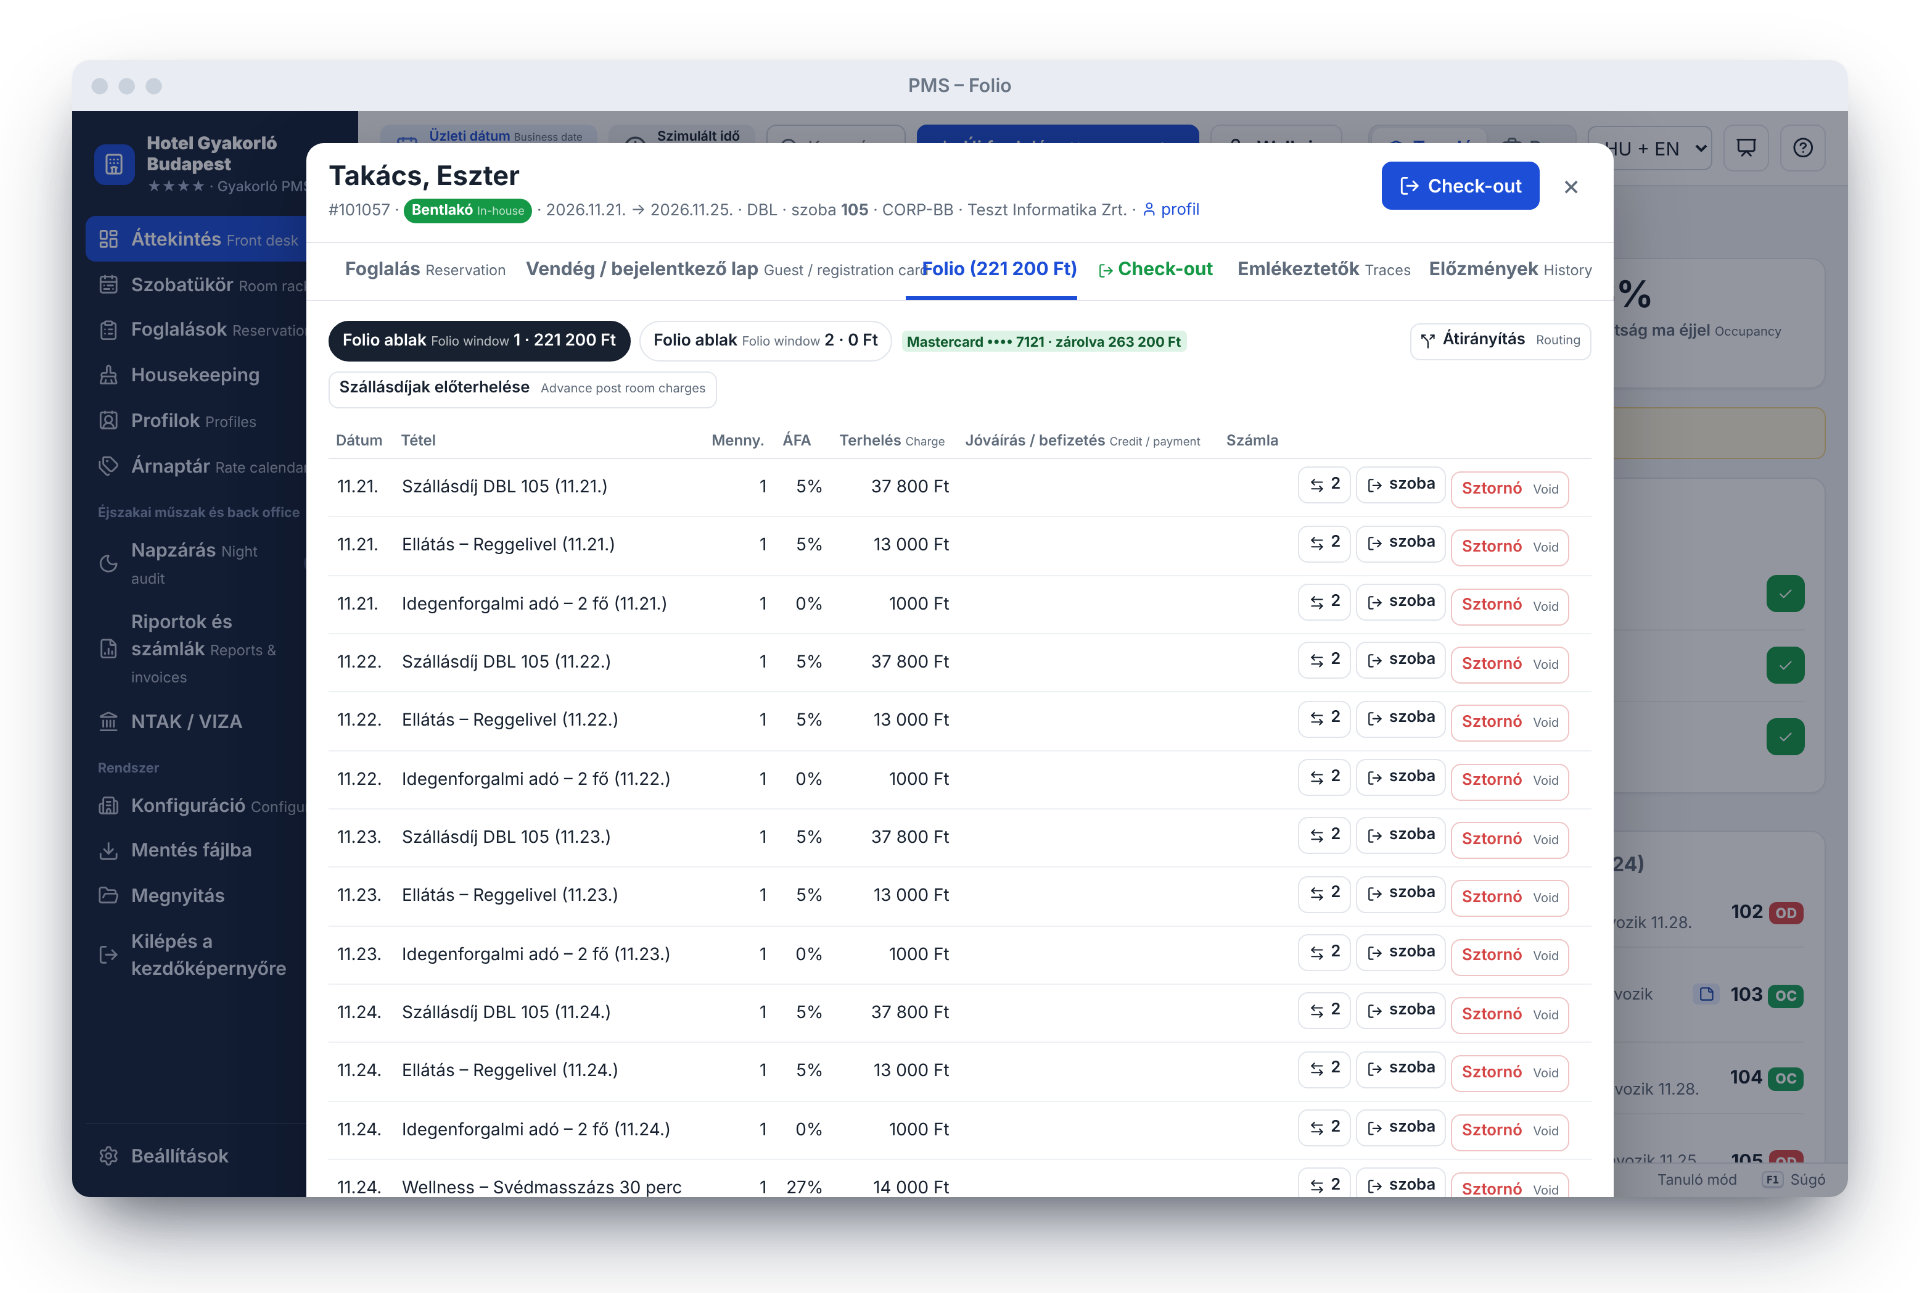 PMS – Folio
Hotel Gyakorló
Budapest
★★★★ · Gyakorló PMS
Üzleti dátum Business date
Szimulált idő
HU + EN
Áttekintés Front desk
Szobatükör Room rack
Foglalások Reservation
Housekeeping
Profilok Profiles
Árnaptár Rate calendar
Éjszakai műszak és back office
Napzárás Night
audit
Riportok és
számlák Reports &
invoices
NTAK / VIZA
Rendszer
Konfiguráció Configu
Mentés fájlba
Megnyitás
Kilépés a
kezdőképernyőre
Beállítások
Takács, Eszter
Check-out
#101057 · Bentlakó In-house · 2026.11.21. → 2026.11.25. · DBL · szoba 105 · CORP-BB · Teszt Informatika Zrt. · profil
Foglalás Reservation Vendég / bejelentkező lap Guest / registration card Folio (221 200 Ft) Check-out Emlékeztetők Traces Előzmények History
Folio ablak Folio window 1 · 221 200 Ft Folio ablak Folio window 2 · 0 Ft Mastercard •••• 7121 · zárolva 263 200 Ft Átirányítás Routing
Szállásdíjak előterhelése Advance post room charges
Dátum Tétel Menny. ÁFA Terhelés Charge Jóváírás / befizetés Credit / payment Számla
11.21. Szállásdíj DBL 105 (11.21.) 1 5% 37 800 Ft 2 szoba Sztornó Void
11.21. Ellátás – Reggelivel (11.21.) 1 5% 13 000 Ft 2 szoba Sztornó Void
11.21. Idegenforgalmi adó – 2 fő (11.21.) 1 0% 1000 Ft 2 szoba Sztornó Void
11.22. Szállásdíj DBL 105 (11.22.) 1 5% 37 800 Ft 2 szoba Sztornó Void
11.22. Ellátás – Reggelivel (11.22.) 1 5% 13 000 Ft 2 szoba Sztornó Void
11.22. Idegenforgalmi adó – 2 fő (11.22.) 1 0% 1000 Ft 2 szoba Sztornó Void
11.23. Szállásdíj DBL 105 (11.23.) 1 5% 37 800 Ft 2 szoba Sztornó Void
11.23. Ellátás – Reggelivel (11.23.) 1 5% 13 000 Ft 2 szoba Sztornó Void
11.23. Idegenforgalmi adó – 2 fő (11.23.) 1 0% 1000 Ft 2 szoba Sztornó Void
11.24. Szállásdíj DBL 105 (11.24.) 1 5% 37 800 Ft 2 szoba Sztornó Void
11.24. Ellátás – Reggelivel (11.24.) 1 5% 13 000 Ft 2 szoba Sztornó Void
11.24. Idegenforgalmi adó – 2 fő (11.24.) 1 0% 1000 Ft 2 szoba Sztornó Void
11.24. Wellness – Svédmasszázs 30 perc 1 27% 14 000 Ft 2 szoba Sztornó Void
%
tság ma éjjel Occupancy
24)
102 OD
vozik 11.28.
vozik 103 OC
104 OC
vozik 11.28.
vozik 11.25. 105 OD
Tanuló mód F1 Súgó